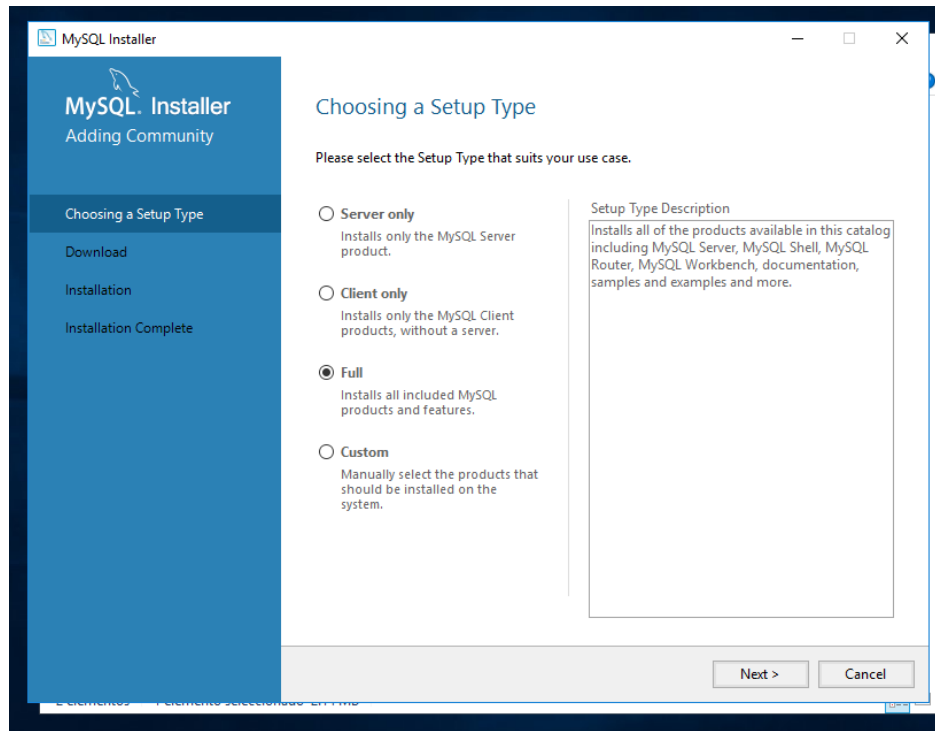 MySQL Installer
MySQL. Installer
Adding Community
Choosing a Setup Type
Download
Installation
Installation Complete
Choosing a Setup Type
Please select the Setup Type that suits your use case.
Server only
Installs only the MySQL Server
product.
Client only
Installs only the MySQL Client
products, without a server.
Full
Installs all included MySQL
products and features.
Custom
Manually select the products that
should be installed on the
system.
Setup Type Description
Installs all of the products available in this catalog
including MySQL Server, MySQL Shell, MySQL
Router, MySQL Workbench, documentation,
samples and examples and more.
Next >
Cancel